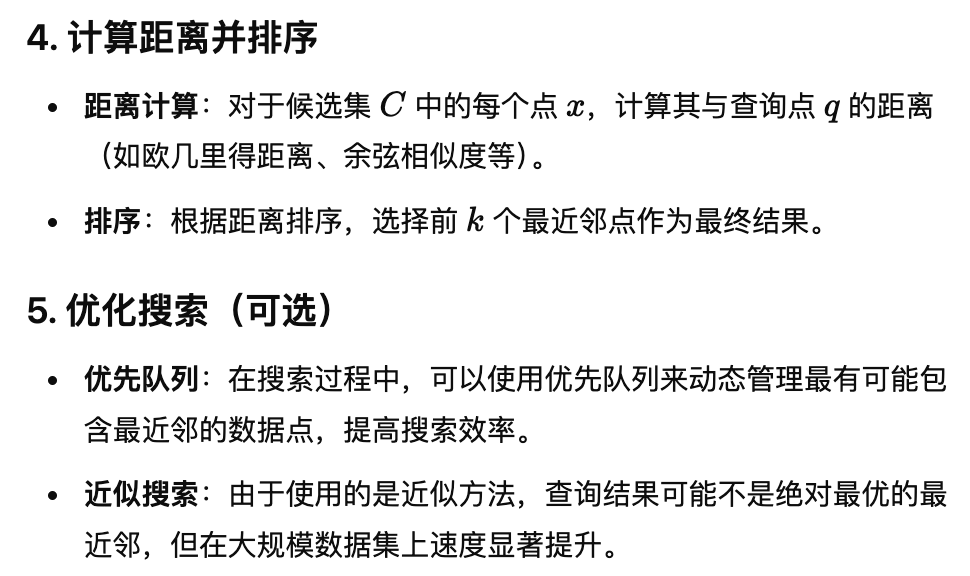 4. 计算距离并排序
• 距离计算：对于候选集 C 中的每个点 x，计算其与查询点 q 的距离
（如欧几里得距离、余弦相似度等）。
• 排序：根据距离排序，选择前 k 个最近邻点作为最终结果。
5. 优化搜索（可选）
• 优先队列：在搜索过程中，可以使用优先队列来动态管理最有可能包
含最近邻的数据点，提高搜索效率。
• 近似搜索：由于使用的是近似方法，查询结果可能不是绝对最优的最
近邻，但在大规模数据集上速度显著提升。